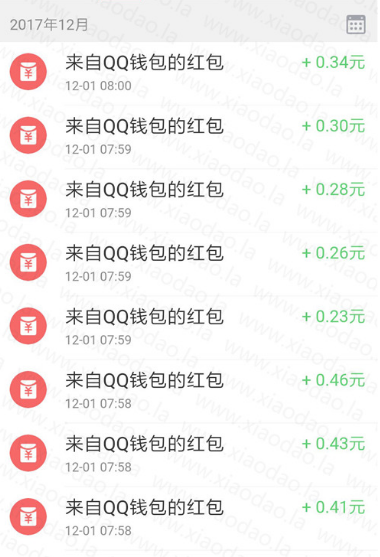 2017年12月
来自QQ钱包的红包
+ 0.34元
12-01 08:00
来自QQ钱包的红包
+ 0.30元
12-01 07:59
来自QQ钱包的红包
+ 0.28元
12-01 07:59
来自QQ钱包的红包
+ 0.26元
12-01 07:59
来自QQ钱包的红包
+ 0.23元
12-01 07:59
来自QQ钱包的红包
+ 0.46元
12-01 07:58
来自QQ钱包的红包
+ 0.43元
12-01 07:58
来自QQ钱包的红包
+ 0.41元
12-01 07:58
www.xiaodao.la